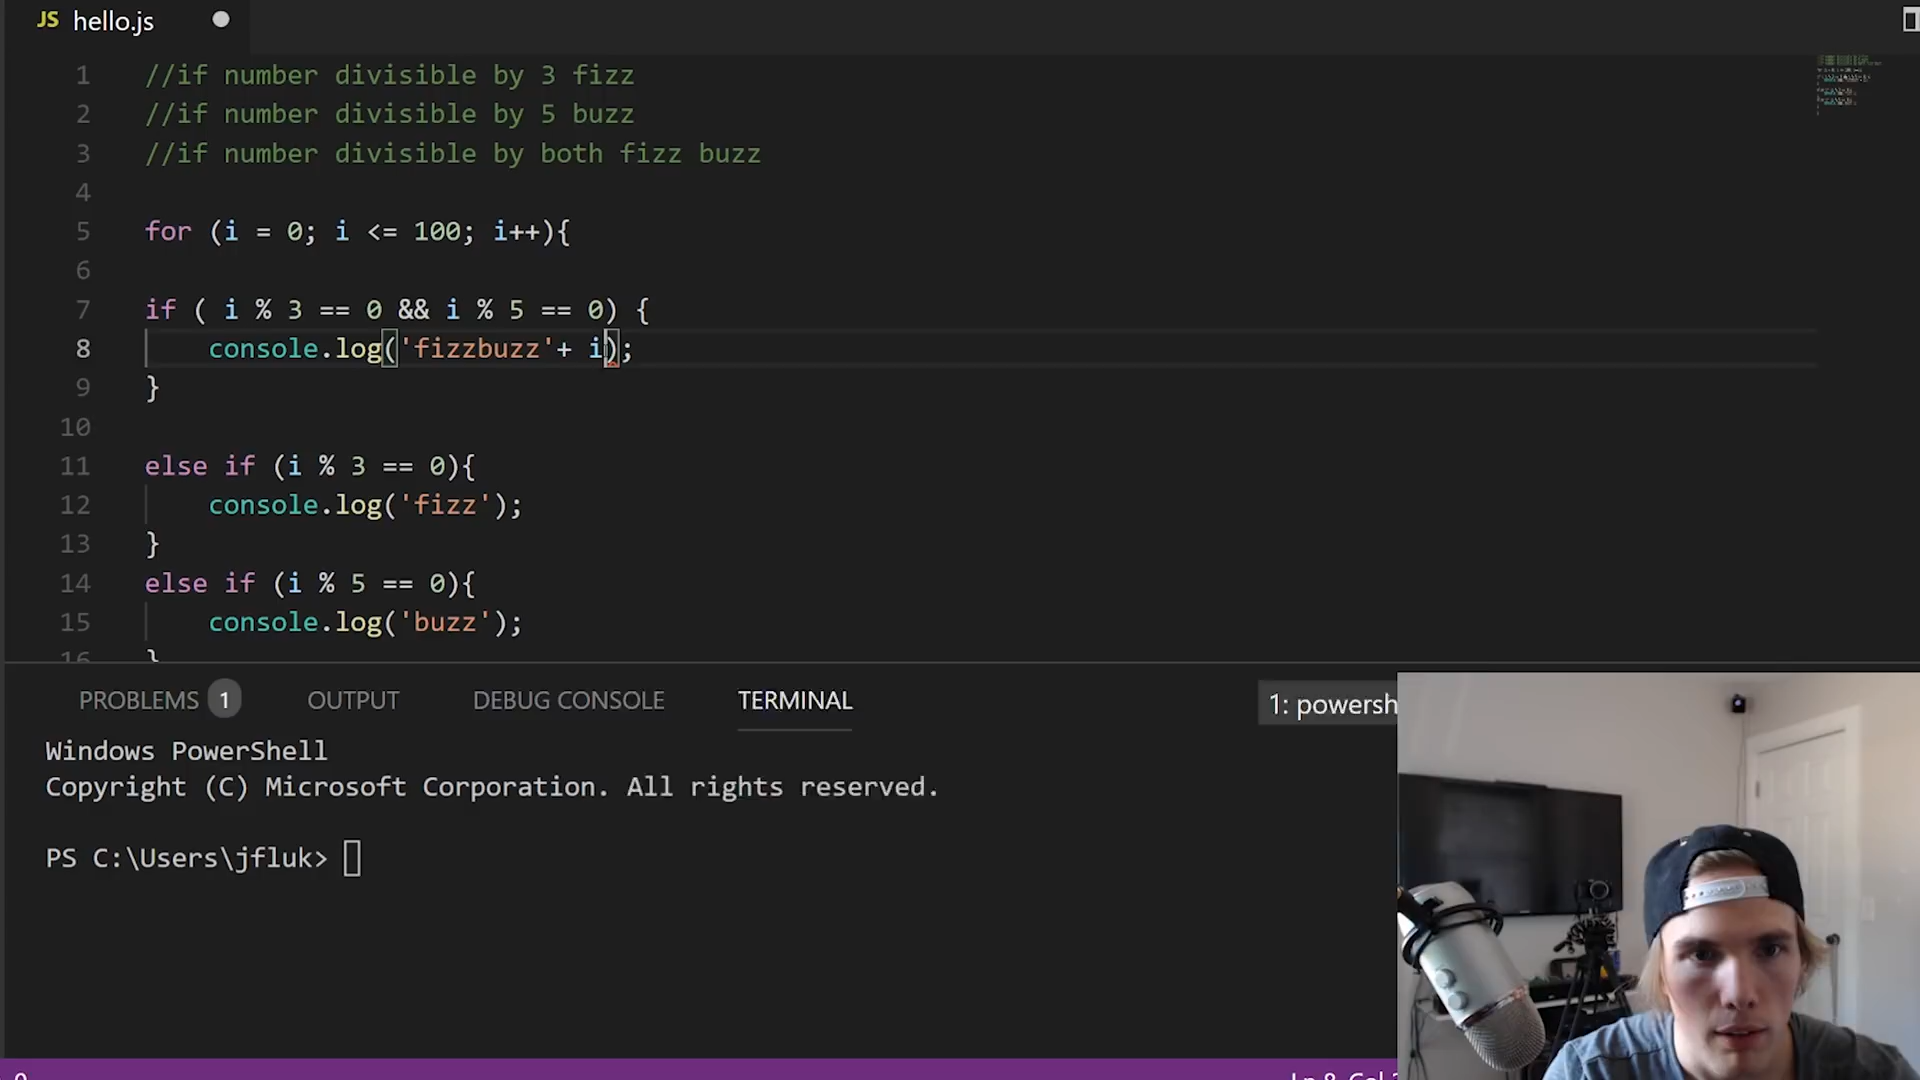 JS hello.js
1 //if number divisible by 3 fizz
2 //if number divisible by 5 buzz
3 //if number divisible by both fizz buzz
4
5 for (i = 0; i <= 100; i++){
6
7 if ( i % 3 == 0 && i % 5 == 0) {
8 console.log('fizzbuzz'+ i);
9 }
10
11 else if (i % 3 == 0){
12 console.log('fizz');
13 }
14 else if (i % 5 == 0){
15 console.log('buzz');
16 }
PROBLEMS 1 OUTPUT DEBUG CONSOLE TERMINAL 1: powersh
Windows PowerShell
Copyright (C) Microsoft Corporation. All rights reserved.
PS C:\Users\jfluk>
Ln 8, Col